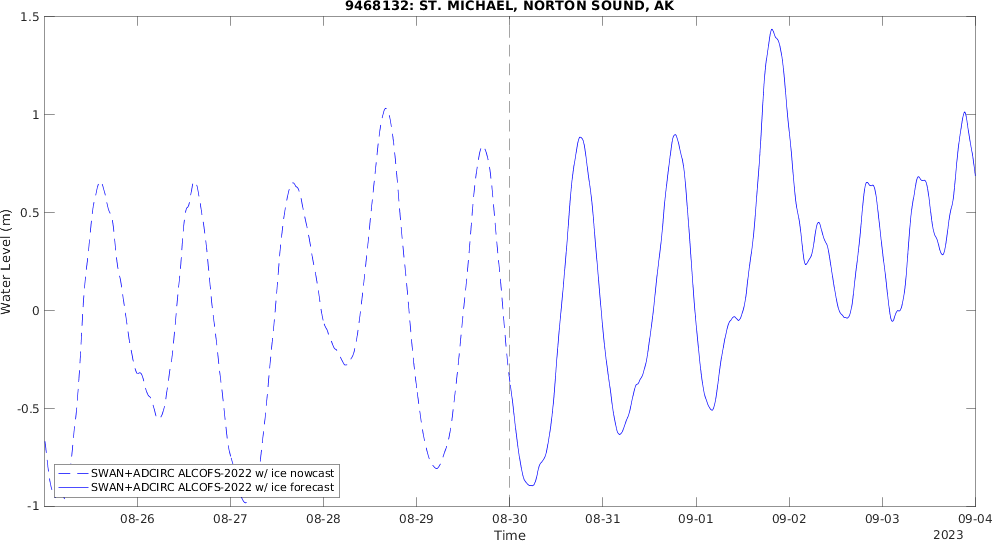 9468132: ST. MICHAEL, NORTON SOUND, AK
1.5
1
0.5
0
-0.5
-1
Water Level (m)
SWAN+ADCIRC ALCOFS-2022 w/ ice nowcast
SWAN+ADCIRC ALCOFS-2022 w/ ice forecast
08-26 08-27 08-28 08-29 08-30 08-31 09-01 09-02 09-03 09-04
Time
2023